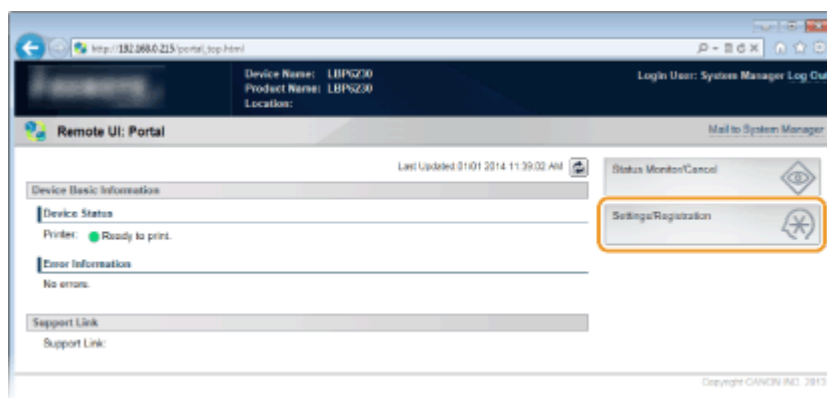 http://192.168.0.215/portal_top.html
Device Name: LBP6230
Product Name: LBP6230
Location:
Login User: System Manager Log Out
Remote UI: Portal
Mail to System Manager
Last Updated 01/01 2014 11:39:02 AM
Device Basic Information
Device Status
Printer: Ready to print.
Error Information
No errors.
Support Link
Support Link:
Status Monitor/Cancel
Settings/Registration
Copyright CANON INC. 2013